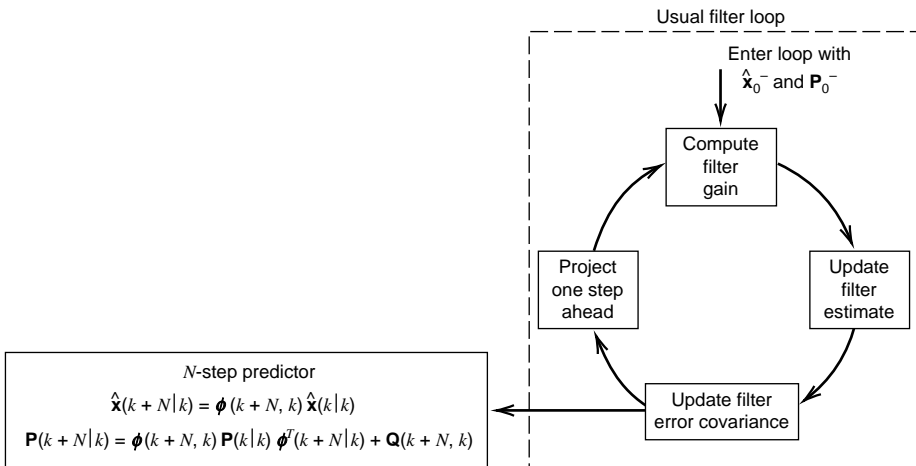 Usual filter loop
Enter loop with
x̂₀⁻ and P₀⁻
Compute
filter
gain
Project
one step
ahead
Update
filter
estimate
Update filter
error covariance
N-step predictor
x̂(k + N|k) = ϕ(k + N, k) x̂(k|k)
P(k + N|k) = ϕ(k + N, k) P(k|k) ϕᵀ(k + N|k) + Q(k + N, k)